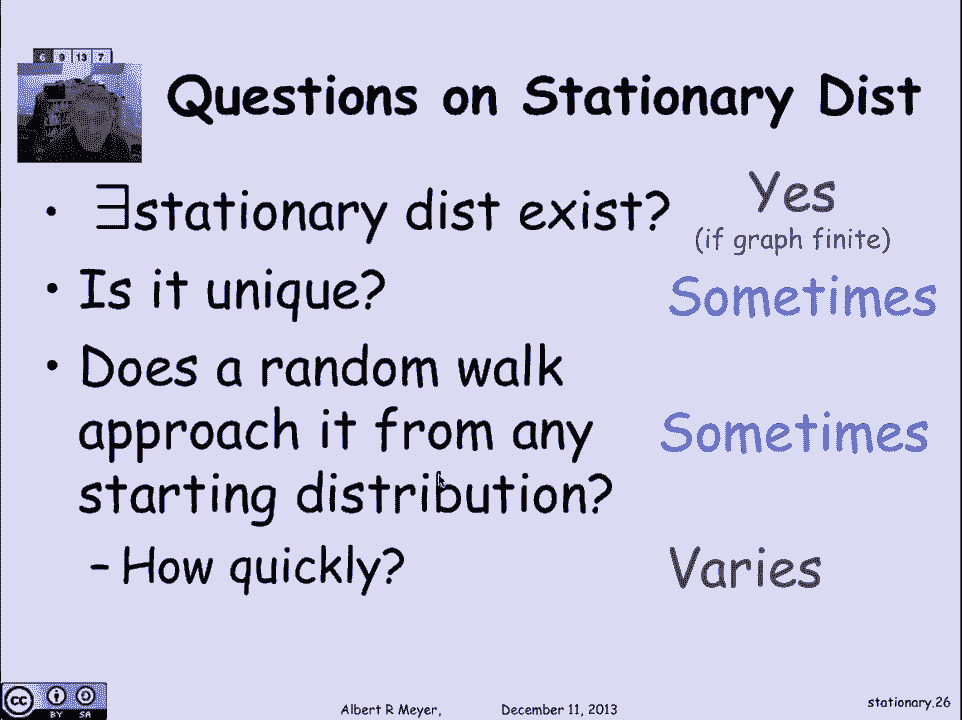 6 9 13 7
Questions on Stationary Dist
• ∃stationary dist exist? Yes
(if graph finite)
• Is it unique? Sometimes
• Does a random walk
approach it from any Sometimes
starting distribution?
– How quickly? Varies
cc BY SA
Albert R Meyer, December 11, 2013
stationary.26